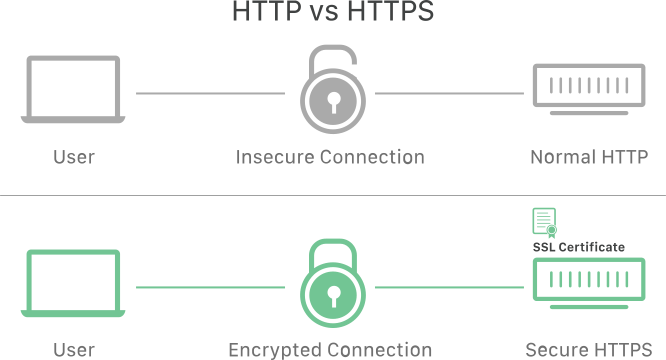 HTTP vs HTTPS
User
Insecure Connection
Normal HTTP
SSL Certificate
User
Encrypted Connection
Secure HTTPS